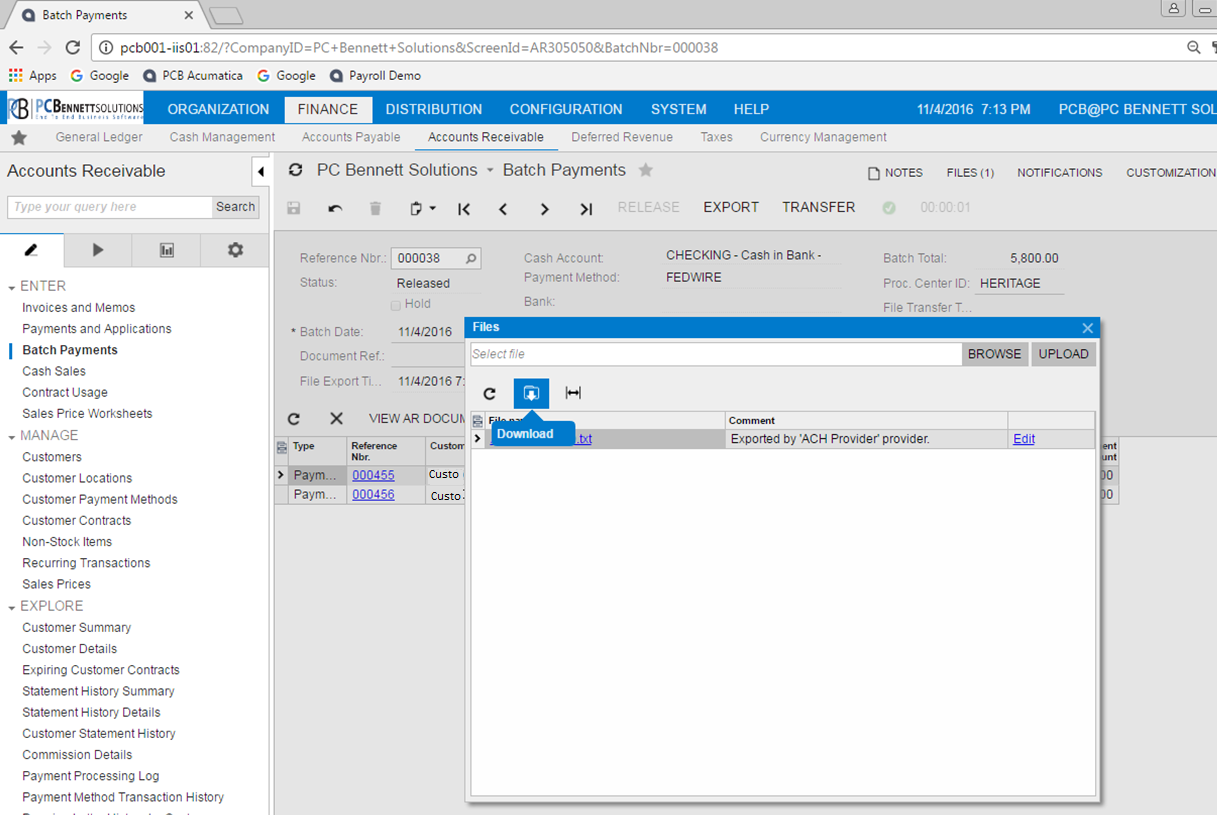 Batch Payments
pcb001-iis01:82/?CompanyID=PC+Bennett+Solutions&ScreenId=AR305050&BatchNbr=000038
Apps Google PCB Acumatica Google Payroll Demo
PCB PCBENNETTSOLUTIONS
End To End Business Software
ORGANIZATION FINANCE DISTRIBUTION CONFIGURATION SYSTEM HELP 11/4/2016 7:13 PM PCB@PC BENNETT SOL
General Ledger Cash Management Accounts Payable Accounts Receivable Deferred Revenue Taxes Currency Management
Accounts Receivable
Type your query here Search
PC Bennett Solutions Batch Payments NOTES FILES (1) NOTIFICATIONS CUSTOMIZATION
RELEASE EXPORT TRANSFER 00:00:01
ENTER
Invoices and Memos
Payments and Applications
Batch Payments
Cash Sales
Contract Usage
Sales Price Worksheets
MANAGE
Customers
Customer Locations
Customer Payment Methods
Customer Contracts
Non-Stock Items
Recurring Transactions
Sales Prices
EXPLORE
Customer Summary
Customer Details
Expiring Customer Contracts
Statement History Summary
Statement History Details
Customer Statement History
Commission Details
Payment Processing Log
Payment Method Transaction History
Reference Nbr.: 000038
Status: Released
Hold
* Batch Date: 11/4/2016
Document Ref.:
File Export Ti... 11/4/2016 7:
Cash Account: CHECKING - Cash in Bank -
Payment Method: FEDWIRE
Bank:
Batch Total: 5,800.00
Proc. Center ID: HERITAGE
File Transfer T...
VIEW AR DOCUM
Type Reference Nbr. Custom
Paym... 000455 Custo
Paym... 000456 Custo
Files
Select file BROWSE UPLOAD
Download
Comment
.txt Exported by 'ACH Provider' provider. Edit